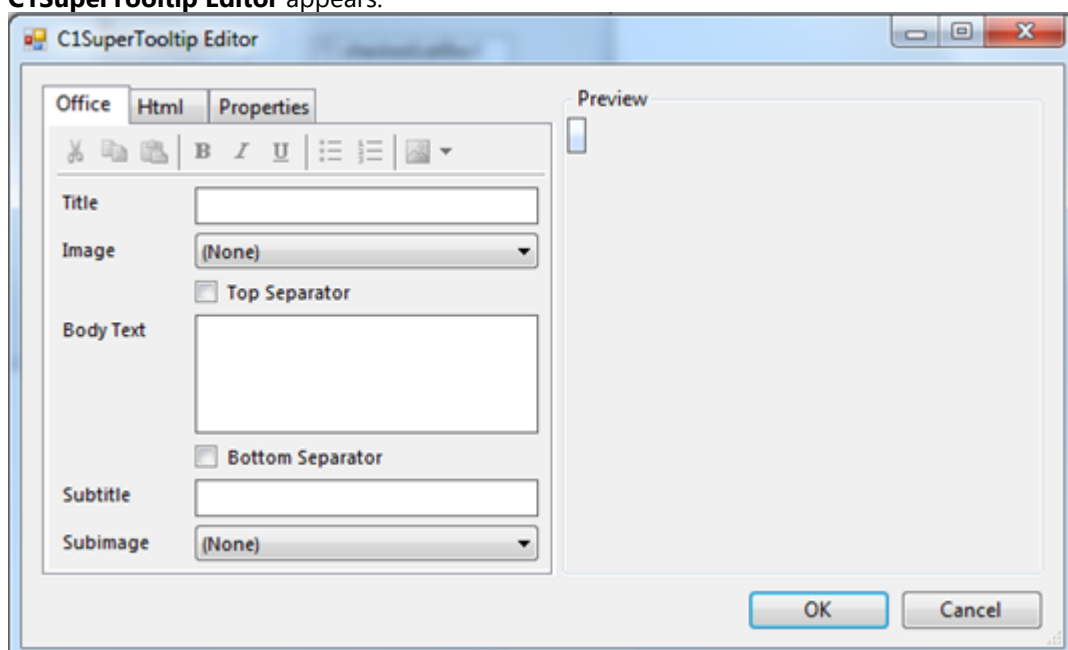 C1SuperTooltip Editor appears.
C1SuperTooltip Editor
Office Html Properties
Preview
B I U
Title
Image (None)
Top Separator
Body Text
Bottom Separator
Subtitle
Subimage (None)
OK Cancel